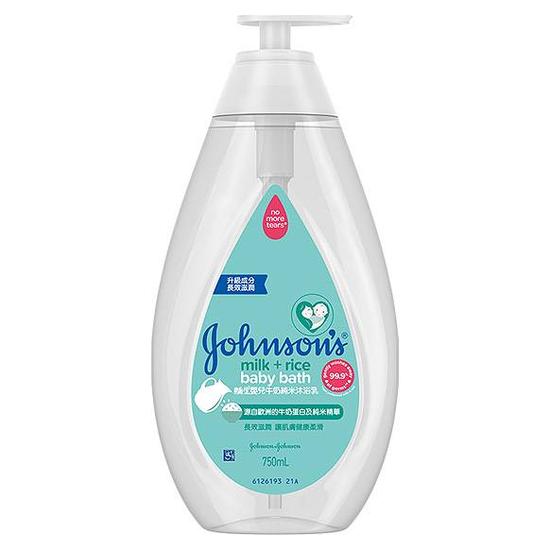 no
more
tears®
升級成分
長效滋潤
Johnson's®
milk + rice
baby bath
嬌生嬰兒牛奶純米沐浴乳
99.9%
源自歐洲的牛奶蛋白及純米精華
長效滋潤 讓肌膚健康柔滑
Johnson & Johnson
750mL
6126193 21A